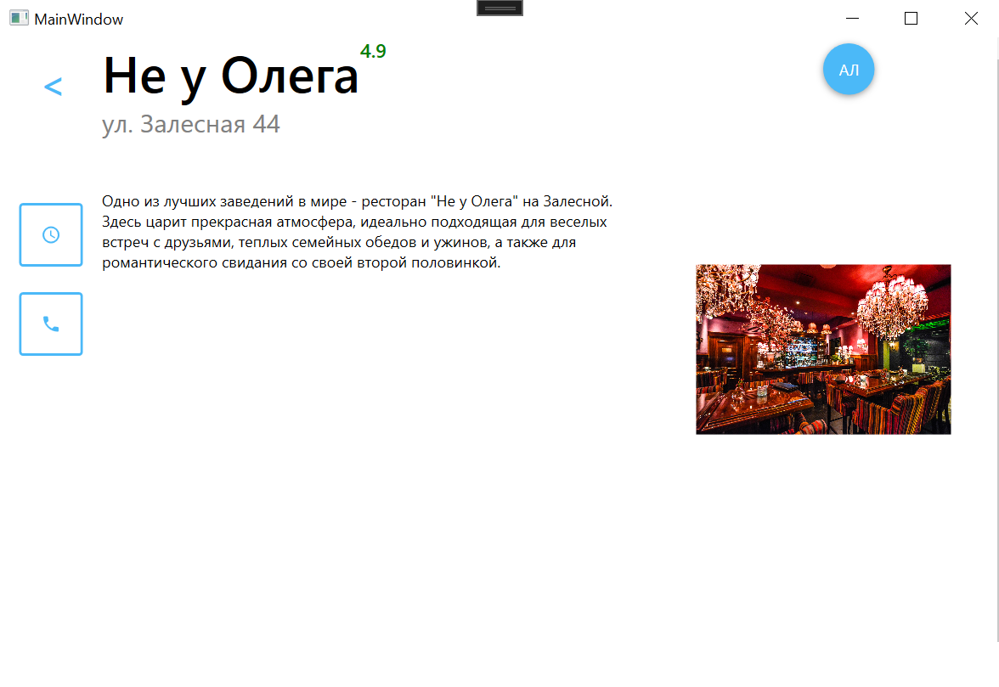 MainWindow
<
Не у Олега
4.9
АЛ
ул. Залесная 44
Одно из лучших заведений в мире - ресторан "Не у Олега" на Залесной.
Здесь царит прекрасная атмосфера, идеально подходящая для веселых
встреч с друзьями, теплых семейных обедов и ужинов, а также для
романтического свидания со своей второй половинкой.